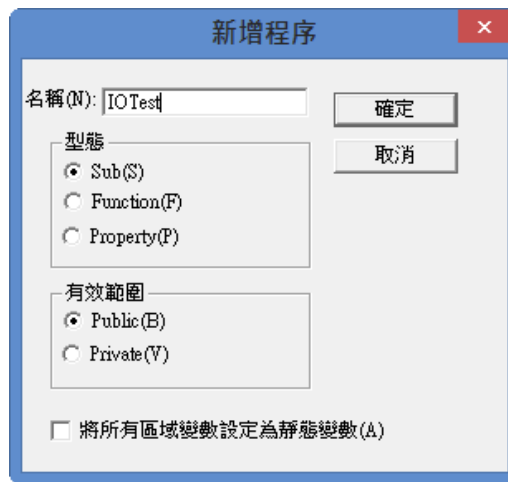 新增程序
名稱(N): IOTest
確定
型態
取消
Sub(S)
Function(F)
Property(P)
有效範圍
Public(B)
Private(V)
將所有區域變數設定為靜態變數(A)